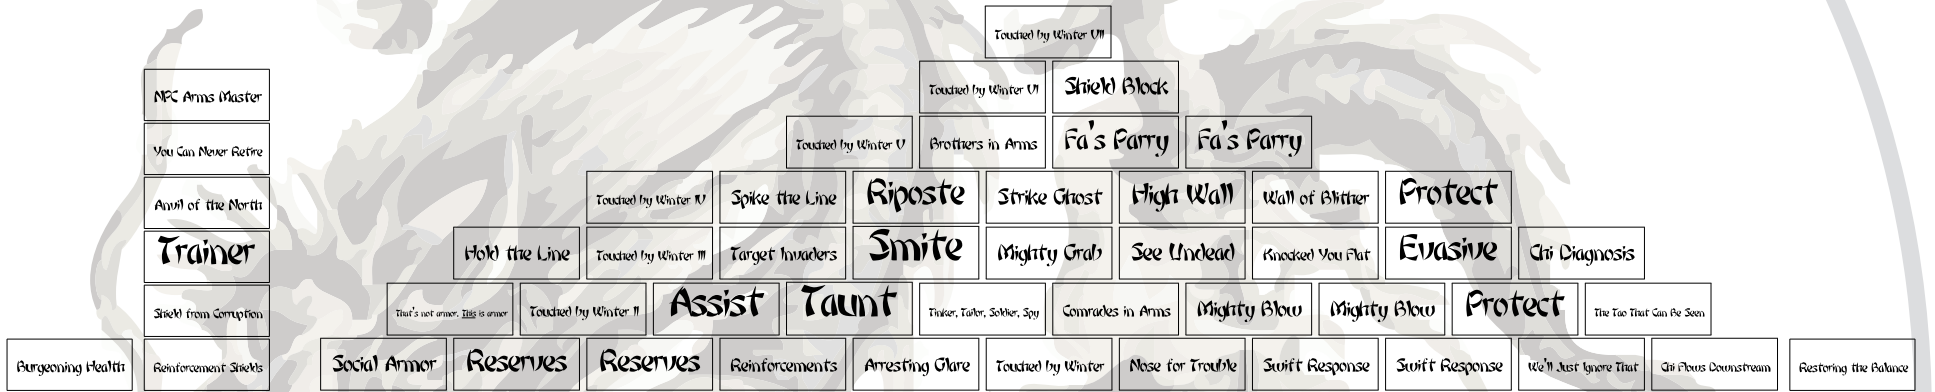 Touched by Winter VII
Touched by Winter VI
Shield Block
NPC Arms Master
You Can Never Retire
Touched by Winter V
Brothers in Arms
Fa's Parry
Fa's Parry
Anvil of the North
Touched by Winter IV
Spike the Line
Riposte
Strike Ghost
High Wall
Wall of Blither
Protect
Trainer
Hold the Line
Touched by Winter III
Target Invaders
Smite
Mighty Grab
See Undead
Knocked You Flat
Evasive
Chi Diagnosis
Shield from Corruption
That's not armor. This is armor
Touched by Winter II
Assist
Taunt
Tinker, Tailor, Soldier, Spy
Comrades in Arms
Mighty Blow
Mighty Blow
Protect
The Tao That Can Be Seen
Burgeoning Health
Reinforcement Shields
Social Armor
Reserves
Reserves
Reinforcements
Arresting Glare
Touched by Winter
Nose for Trouble
Swift Response
Swift Response
We'll Just Ignore That
Chi Flows Downstream
Restoring the Balance